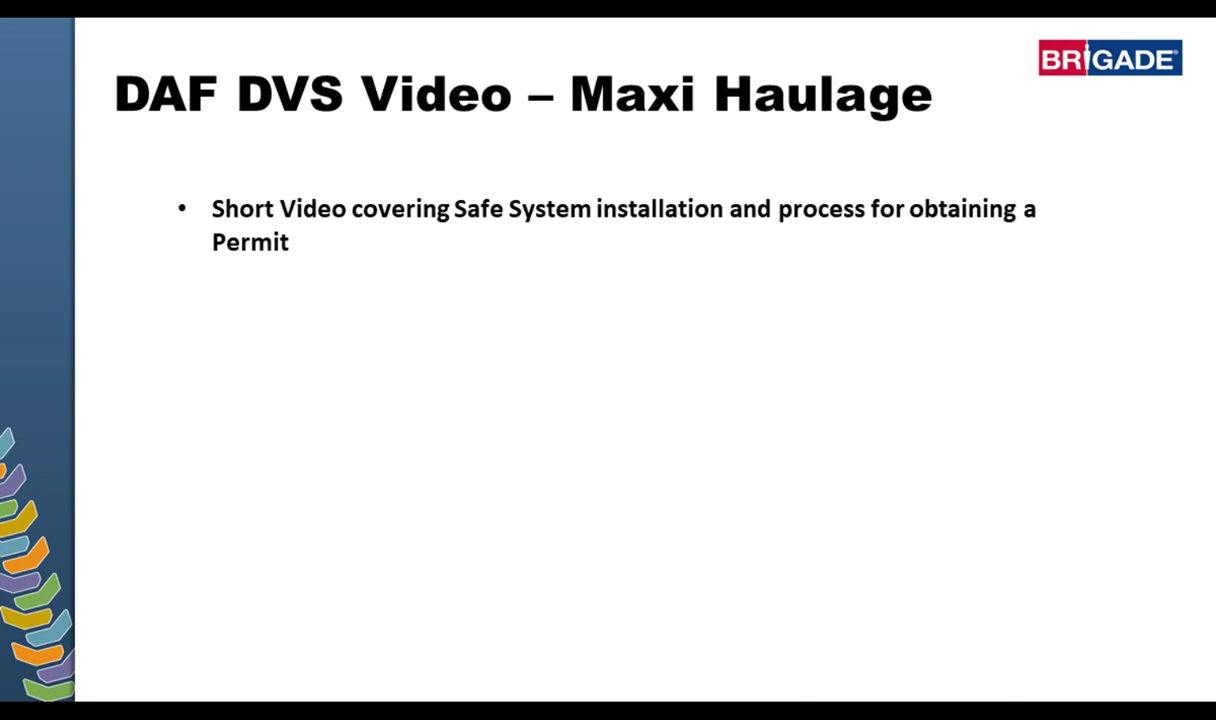 BRIGADE
DAF DVS Video – Maxi Haulage
• Short Video covering Safe System installation and process for obtaining a
Permit